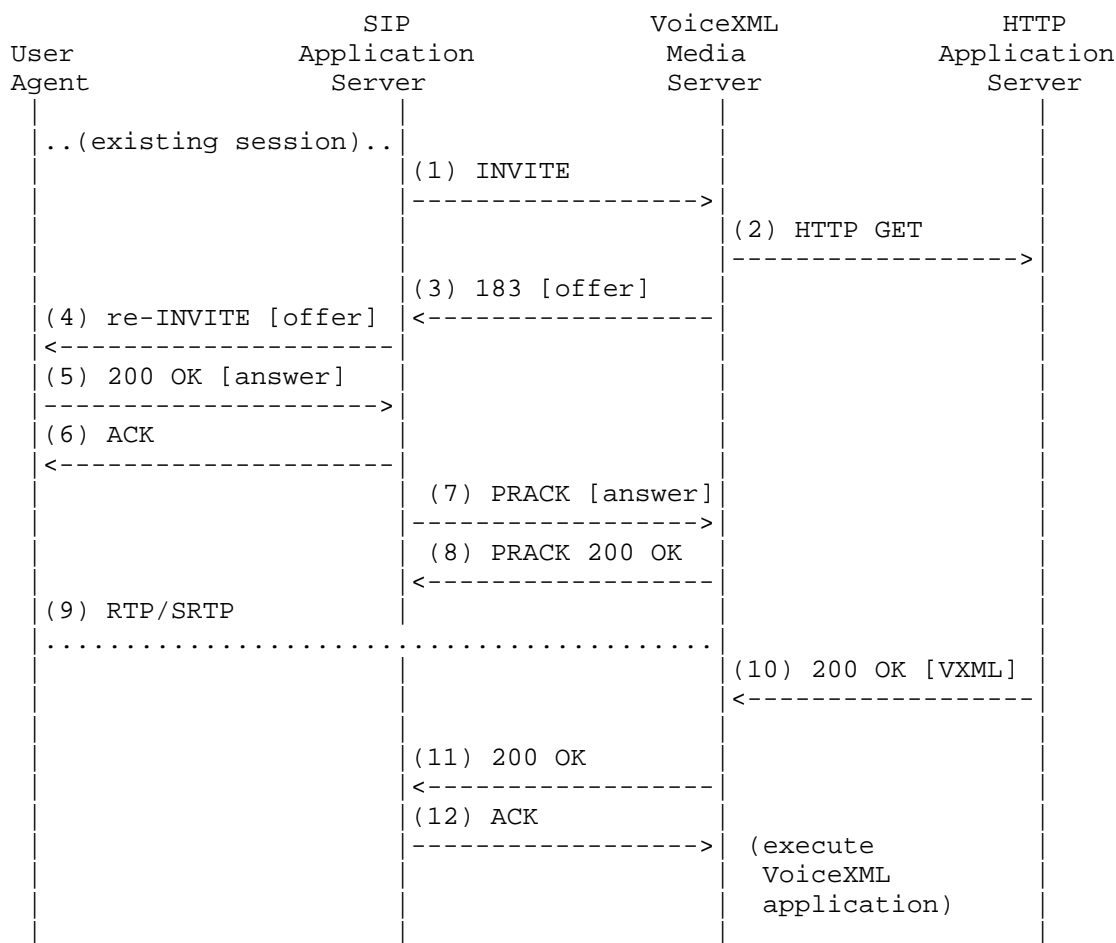 SIP VoiceXML HTTP
User Application Media Application
Agent Server Server Server
..(existing session)..
(1) INVITE
(2) HTTP GET
(3) 183 [offer]
(4) re-INVITE [offer]
(5) 200 OK [answer]
(6) ACK
(7) PRACK [answer]
(8) PRACK 200 OK
(9) RTP/SRTP
(10) 200 OK [VXML]
(11) 200 OK
(12) ACK
(execute
VoiceXML
application)